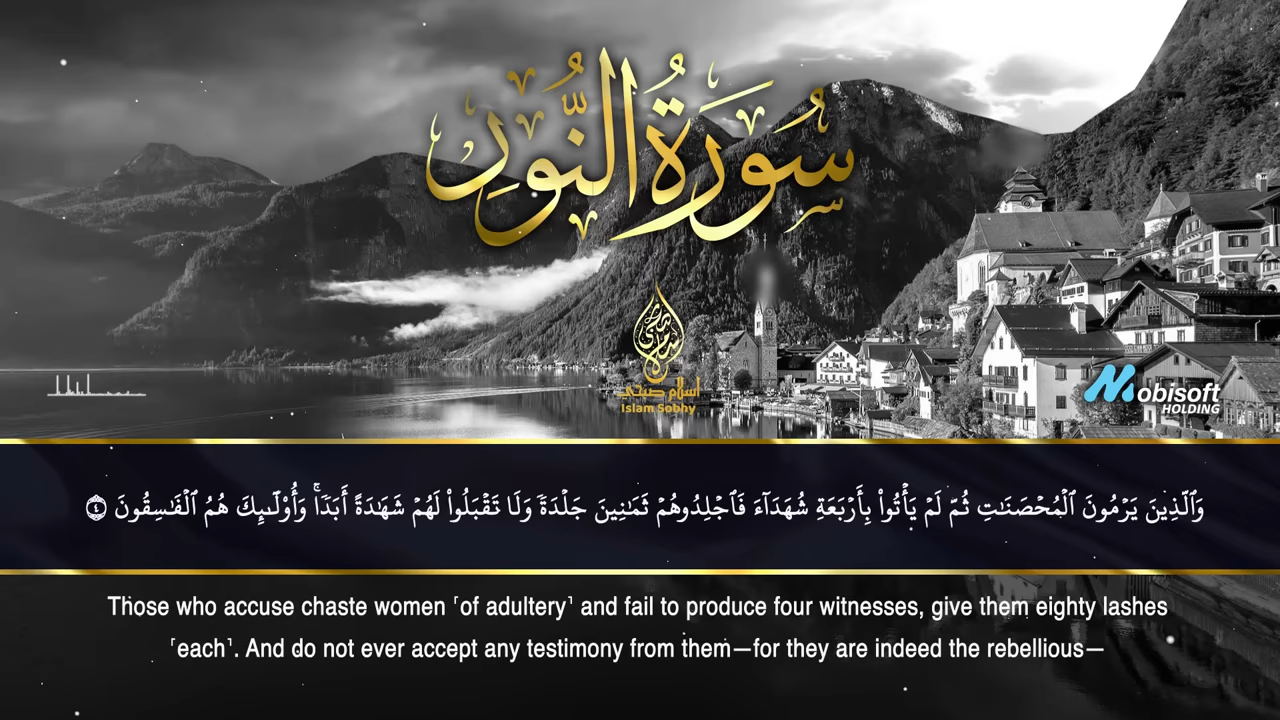 سُورَةُ النُّورِ
اسلام صبحي
Islam Sobhy
Mobisoft
HOLDING
وَٱلَّذِينَ يَرْمُونَ ٱلْمُحْصَنَٰتِ ثُمَّ لَمْ يَأْتُوا۟ بِأَرْبَعَةِ شُهَدَآءَ فَٱجْلِدُوهُمْ ثَمَٰنِينَ جَلْدَةً وَلَا تَقْبَلُوا۟ لَهُمْ شَهَٰدَةً أَبَدًا ۚ وَأُو۟لَٰٓئِكَ هُمُ ٱلْفَٰسِقُونَ ٤
Those who accuse chaste women ˹of adultery˺ and fail to produce four witnesses, give them eighty lashes
˹each˺. And do not ever accept any testimony from them—for they are indeed the rebellious—